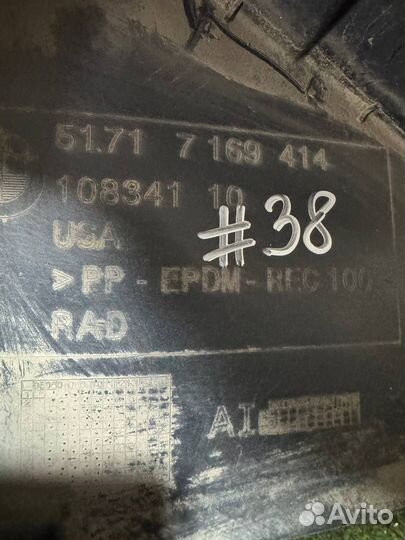 51.71 7 169 414
108341 10
USA #38
>PP - EPDM - REC 100
RAD
AI
Avito